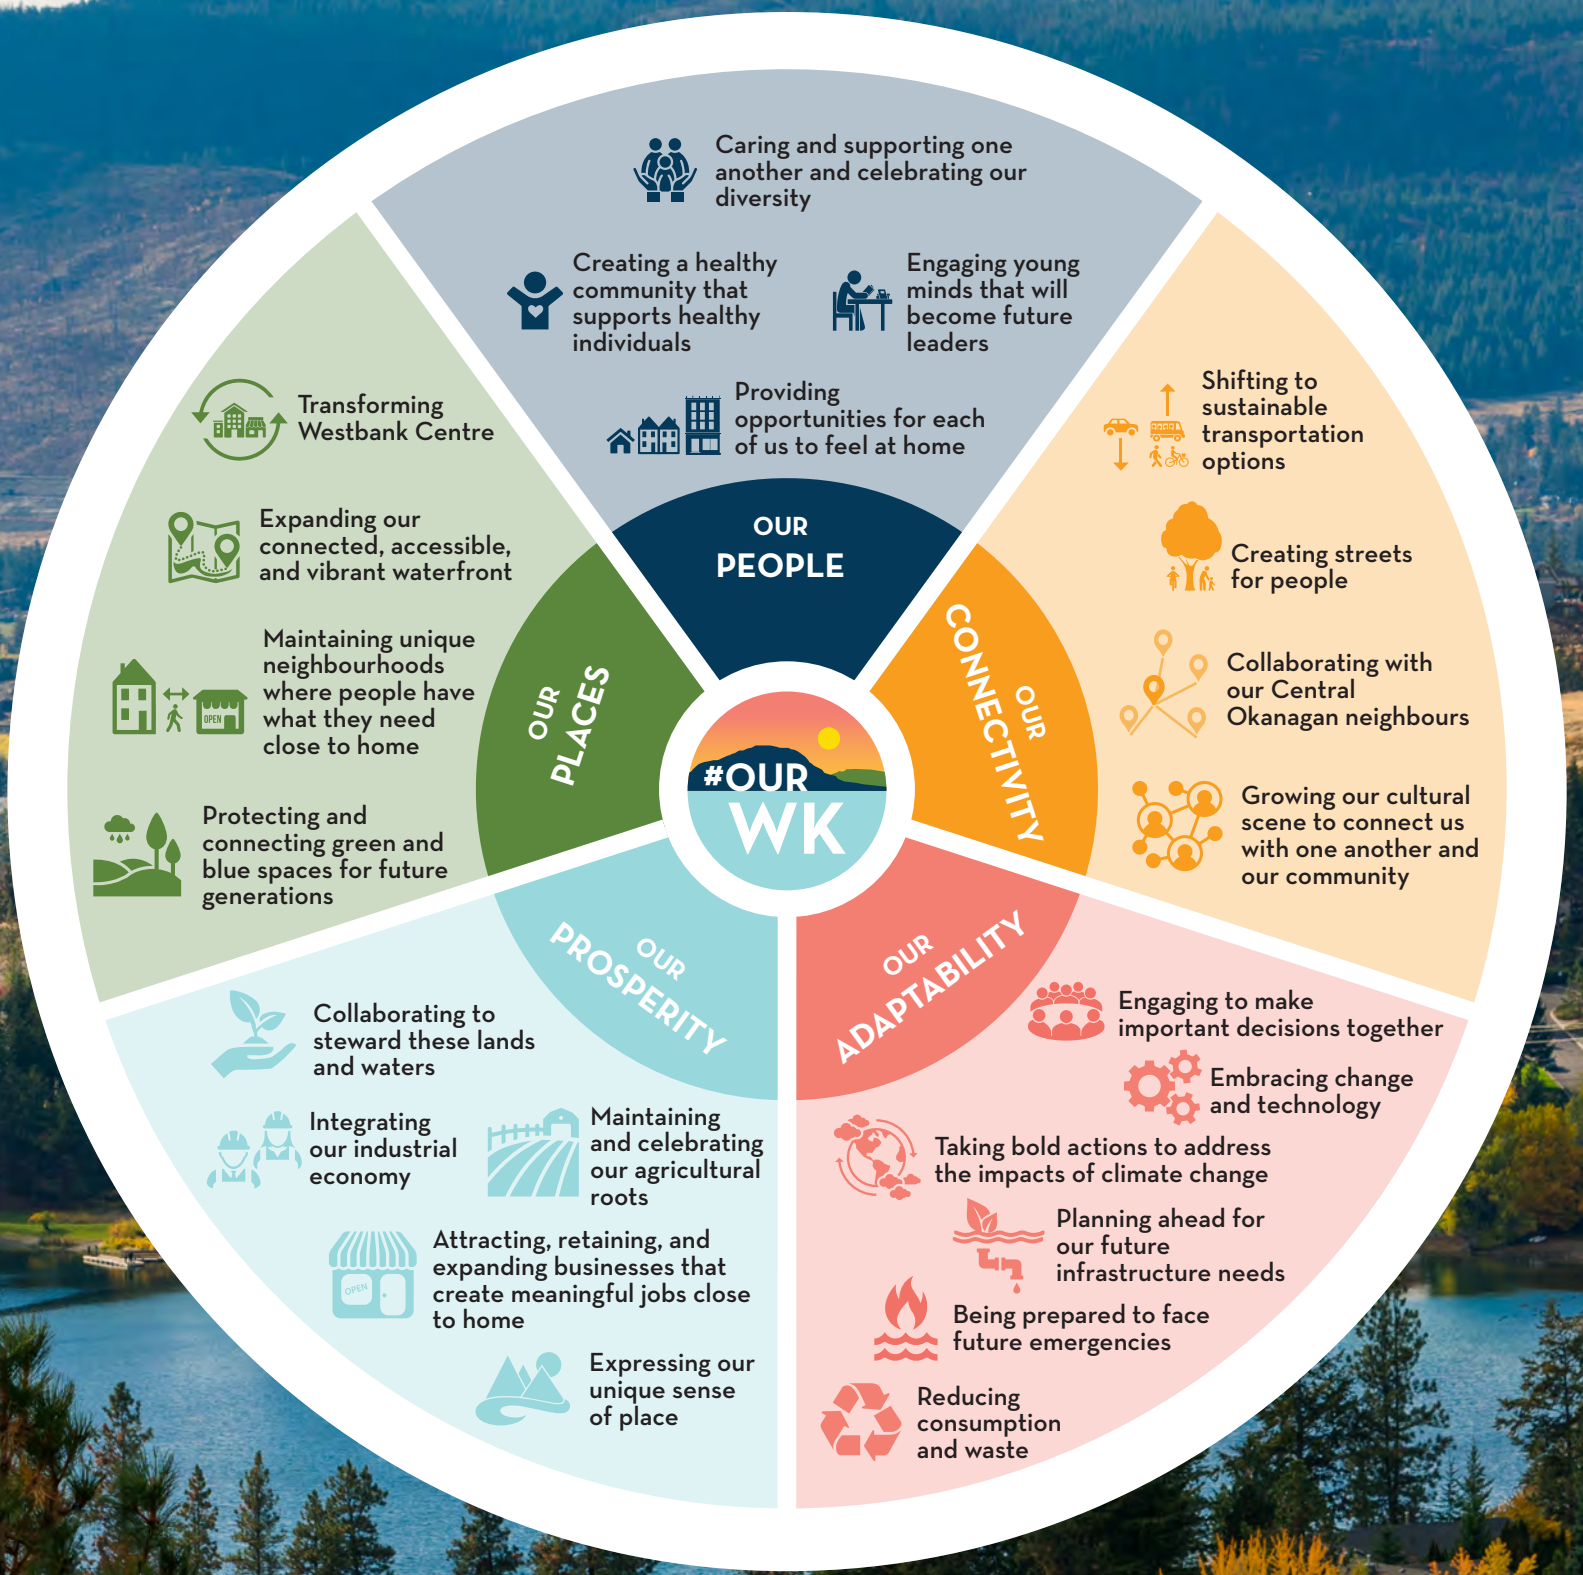 Caring and supporting one
another and celebrating our
diversity
Creating a healthy
community that
supports healthy
individuals
Engaging young
minds that will
become future
leaders
Providing
opportunities for each
of us to feel at home
OUR
PEOPLE
Shifting to
sustainable
transportation
options
Creating streets
for people
Collaborating with
our Central
Okanagan neighbours
Growing our cultural
scene to connect us
with one another and
our community
OUR
CONNECTIVITY
Engaging to make
important decisions together
Embracing change
and technology
Taking bold actions to address
the impacts of climate change
Planning ahead for
our future
infrastructure needs
Being prepared to face
future emergencies
Reducing
consumption
and waste
OUR
ADAPTABILITY
OUR
PROSPERITY
Collaborating to
steward these lands
and waters
Integrating
our industrial
economy
Maintaining
and celebrating
our agricultural
roots
OPEN
Attracting, retaining, and
expanding businesses that
create meaningful jobs close
to home
Expressing our
unique sense
of place
Transforming
Westbank Centre
Expanding our
connected, accessible,
and vibrant waterfront
Maintaining unique
neighbourhoods
where people have
what they need
close to home
OPEN
Protecting and
connecting green and
blue spaces for future
generations
OUR
PLACES
#OUR
WK